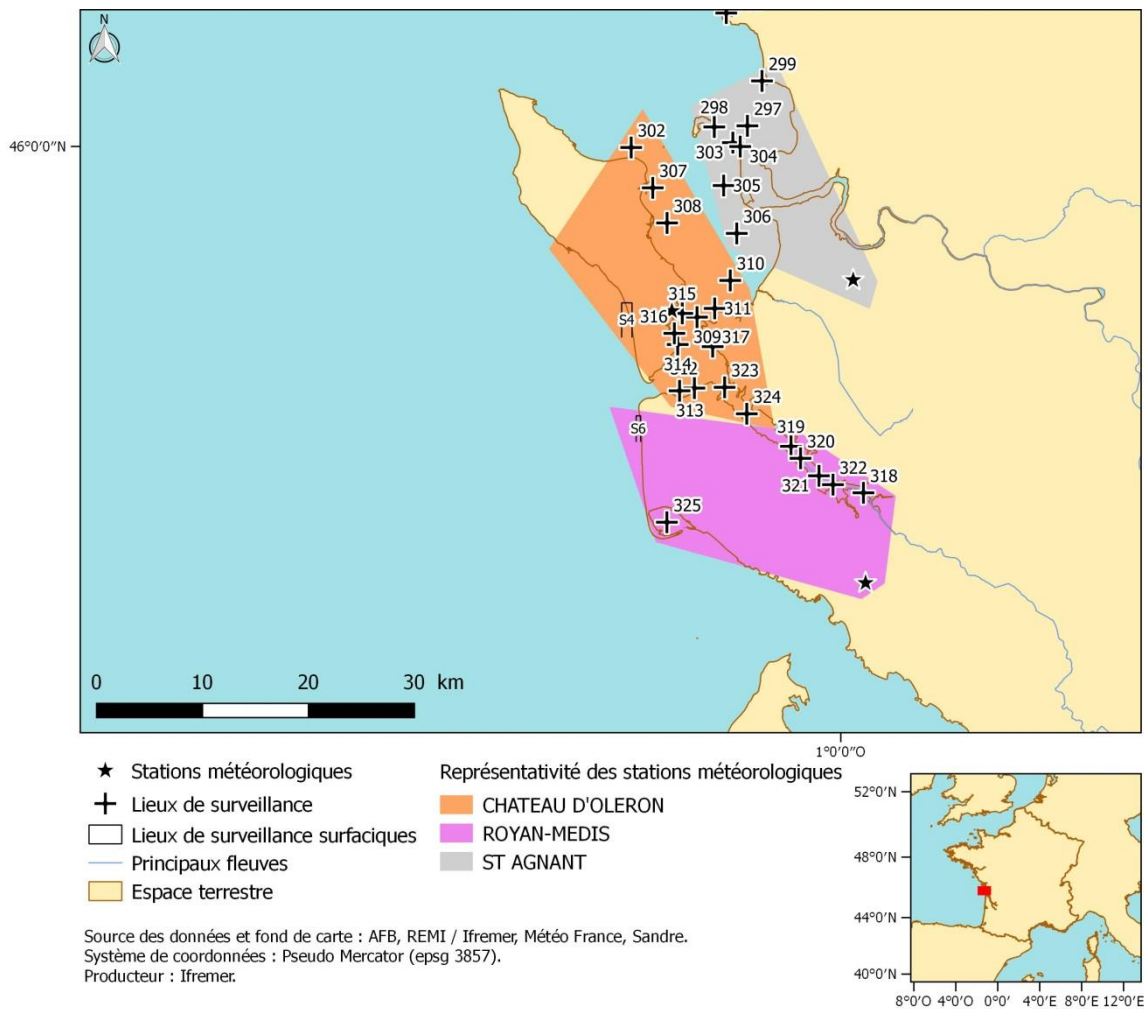 N
299
298
297
46°0'0"N
302
303
304
307
305
308
306
310
315
311
S4
316
309
317
314
312
323
313
324
S6
319
320
322
321
318
325
0 10 20 30 km
1°0'0"O
Stations météorologiques
Lieux de surveillance
Lieux de surveillance surfaciques
Principaux fleuves
Espace terrestre
Représentativité des stations météorologiques
CHATEAU D'OLERON
ROYAN-MEDIS
ST AGNANT
52°0'N
48°0'N
44°0'N
40°0'N
8°0'O 4°0'O 0°0' 4°0'E 8°0'E 12°0'E
Source des données et fond de carte : AFB, REMI / Ifremer, Météo France, Sandre.
Système de coordonnées : Pseudo Mercator (epsg 3857).
Producteur : Ifremer.